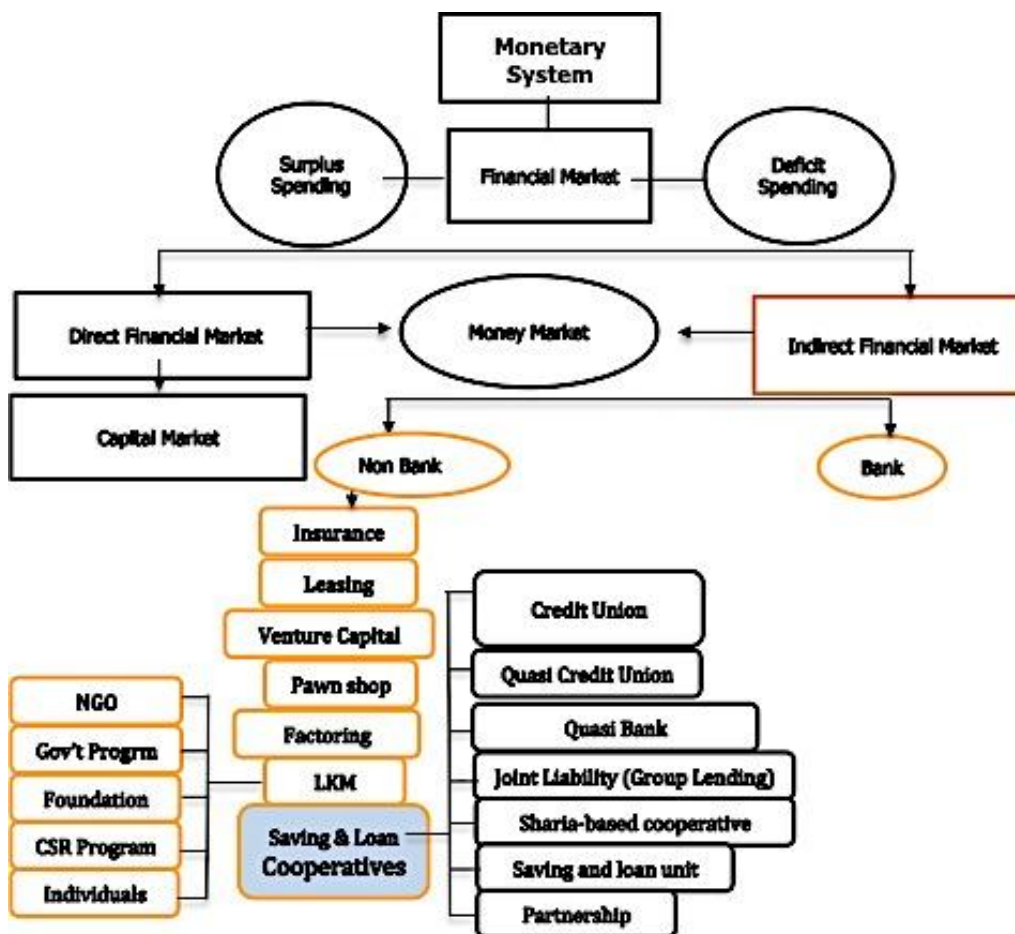 Monetary
System
Surplus
Spending
Financial Market
Deficit
Spending
Direct Financial Market
Money Market
Indirect Financial Market
Capital Market
Non Bank
Bank
Insurance
Leasing
Venture Capital
Pawn shop
Factoring
LKM
Saving & Loan
Cooperatives
NGO
Gov't Progrm
Foundation
CSR Program
Individuals
Credit Union
Quasi Credit Union
Quasi Bank
Joint Liability (Group Lending)
Sharia-based cooperative
Saving and loan unit
Partnership